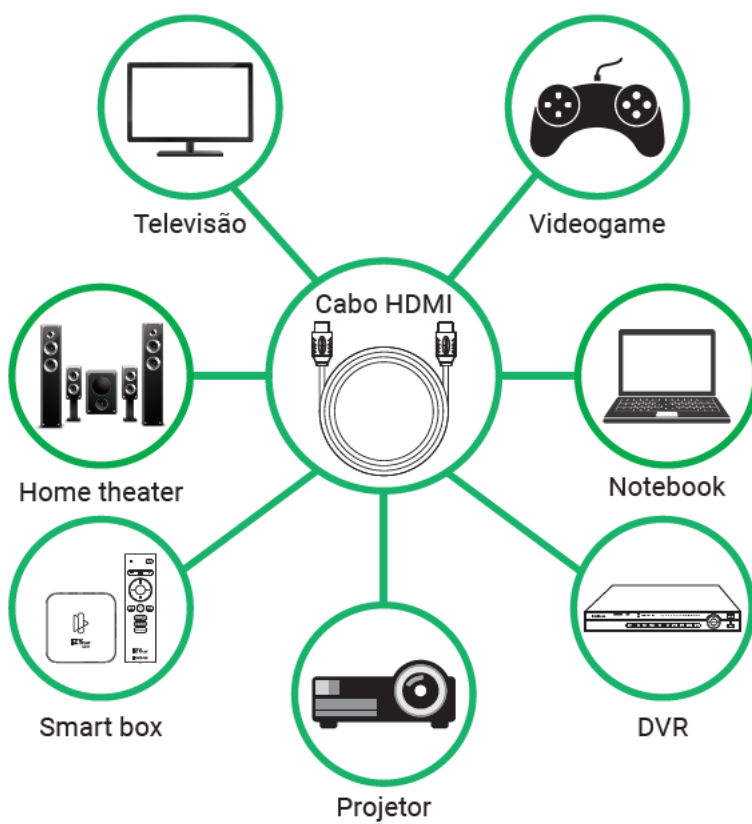 Televisão
Videogame
Cabo HDMI
Home theater
Notebook
Smart box
DVR
Projetor